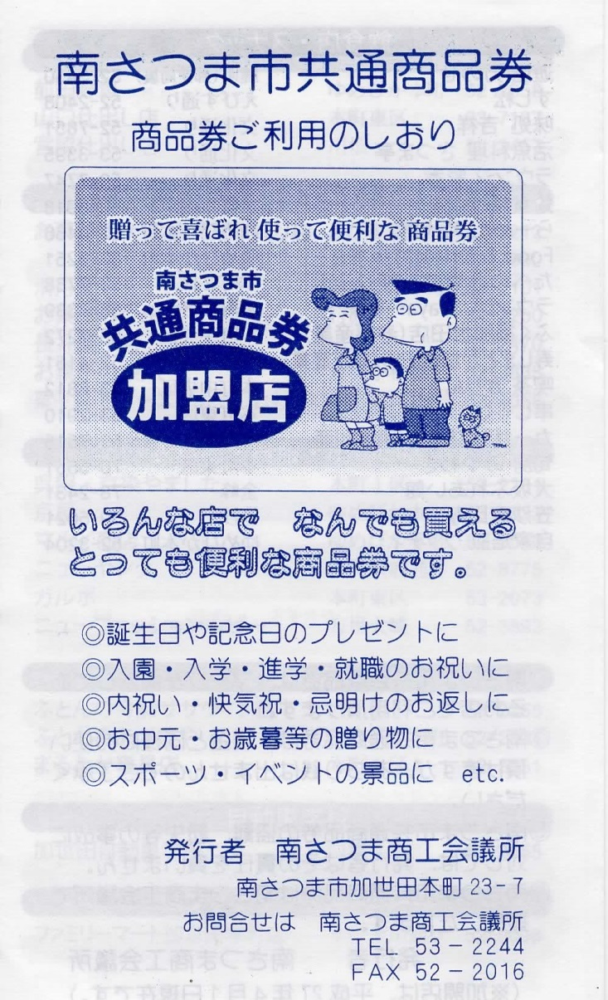 南さつま市共通商品券
商品券ご利用のしおり
贈って喜ばれ 使って便利な 商品券
南さつま市
共通商品券
加盟店
いろんな店で なんでも買える
とっても便利な商品券です。
◎誕生日や記念日のプレゼントに
◎入園・入学・進学・就職のお祝いに
◎内祝い・快気祝・忌明けのお返しに
◎お中元・お歳暮等の贈り物に
◎スポーツ・イベントの景品に etc.
発行者 南さつま商工会議所
南さつま市加世田本町23-7
お問合せは 南さつま商工会議所
TEL 53-2244
FAX 52-2016